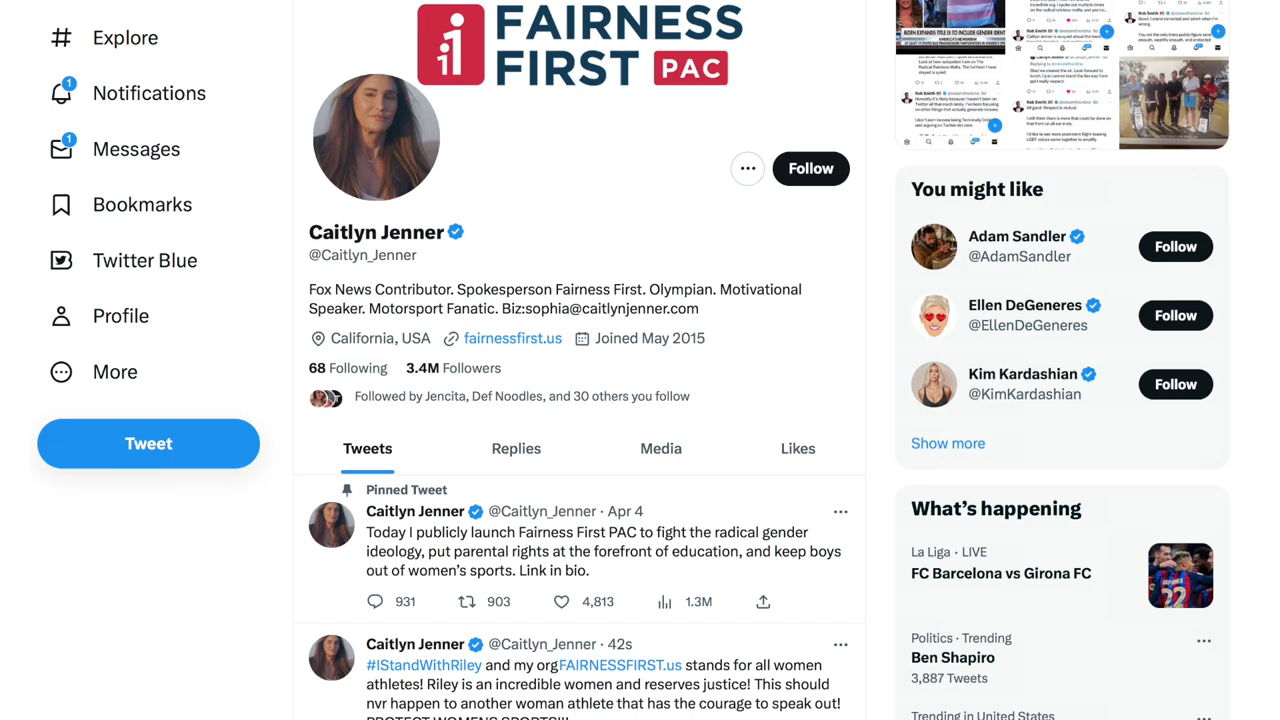 Explore
1
Notifications
1
Messages
Bookmarks
Twitter Blue
Profile
More
Tweet
FAIRNESS
FIRST PAC
Follow
Caitlyn Jenner
@Caitlyn_Jenner
Fox News Contributor. Spokesperson Fairness First. Olympian. Motivational
Speaker. Motorsport Fanatic. Biz:sophia@caitlynjenner.com
California, USA fairnessfirst.us Joined May 2015
68 Following 3.4M Followers
Followed by Jencita, Def Noodles, and 30 others you follow
Tweets Replies Media Likes
Pinned Tweet
Caitlyn Jenner @Caitlyn_Jenner · Apr 4
Today I publicly launch Fairness First PAC to fight the radical gender
ideology, put parental rights at the forefront of education, and keep boys
out of women's sports. Link in bio.
931 903 4,813 1.3M
Caitlyn Jenner @Caitlyn_Jenner · 42s
#IStandWithRiley and my orgFAIRNESSFIRST.us stands for all women
athletes! Riley is an incredible women and reserves justice! This should
nvr happen to another woman athlete that has the courage to speak out!
PROTECT WOMENS SPORTS!!!
You might like
Adam Sandler
@AdamSandler
Follow
Ellen DeGeneres
@EllenDeGeneres
Follow
Kim Kardashian
@KimKardashian
Follow
Show more
What's happening
La Liga · LIVE
FC Barcelona vs Girona FC
22
Politics · Trending
Ben Shapiro
3,887 Tweets
Trending in United States